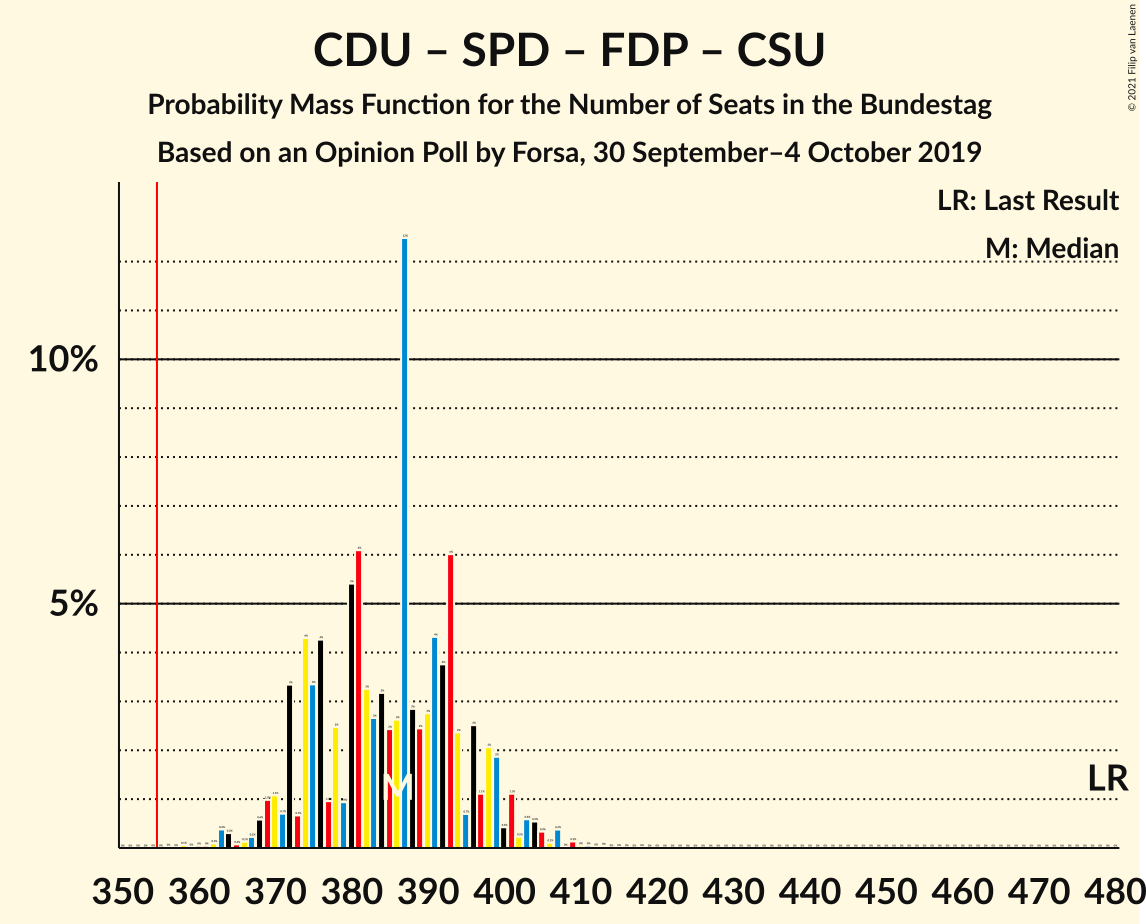 CDU – SPD – FDP – CSU
Probability Mass Function for the Number of Seats in the Bundestag
Based on an Opinion Poll by Forsa, 30 September–4 October 2019
© 2021 Filip van Laenen
LR: Last Result
M: Median
10%
5%
M
LR
350 360 370 380 390 400 410 420 430 440 450 460 470 480